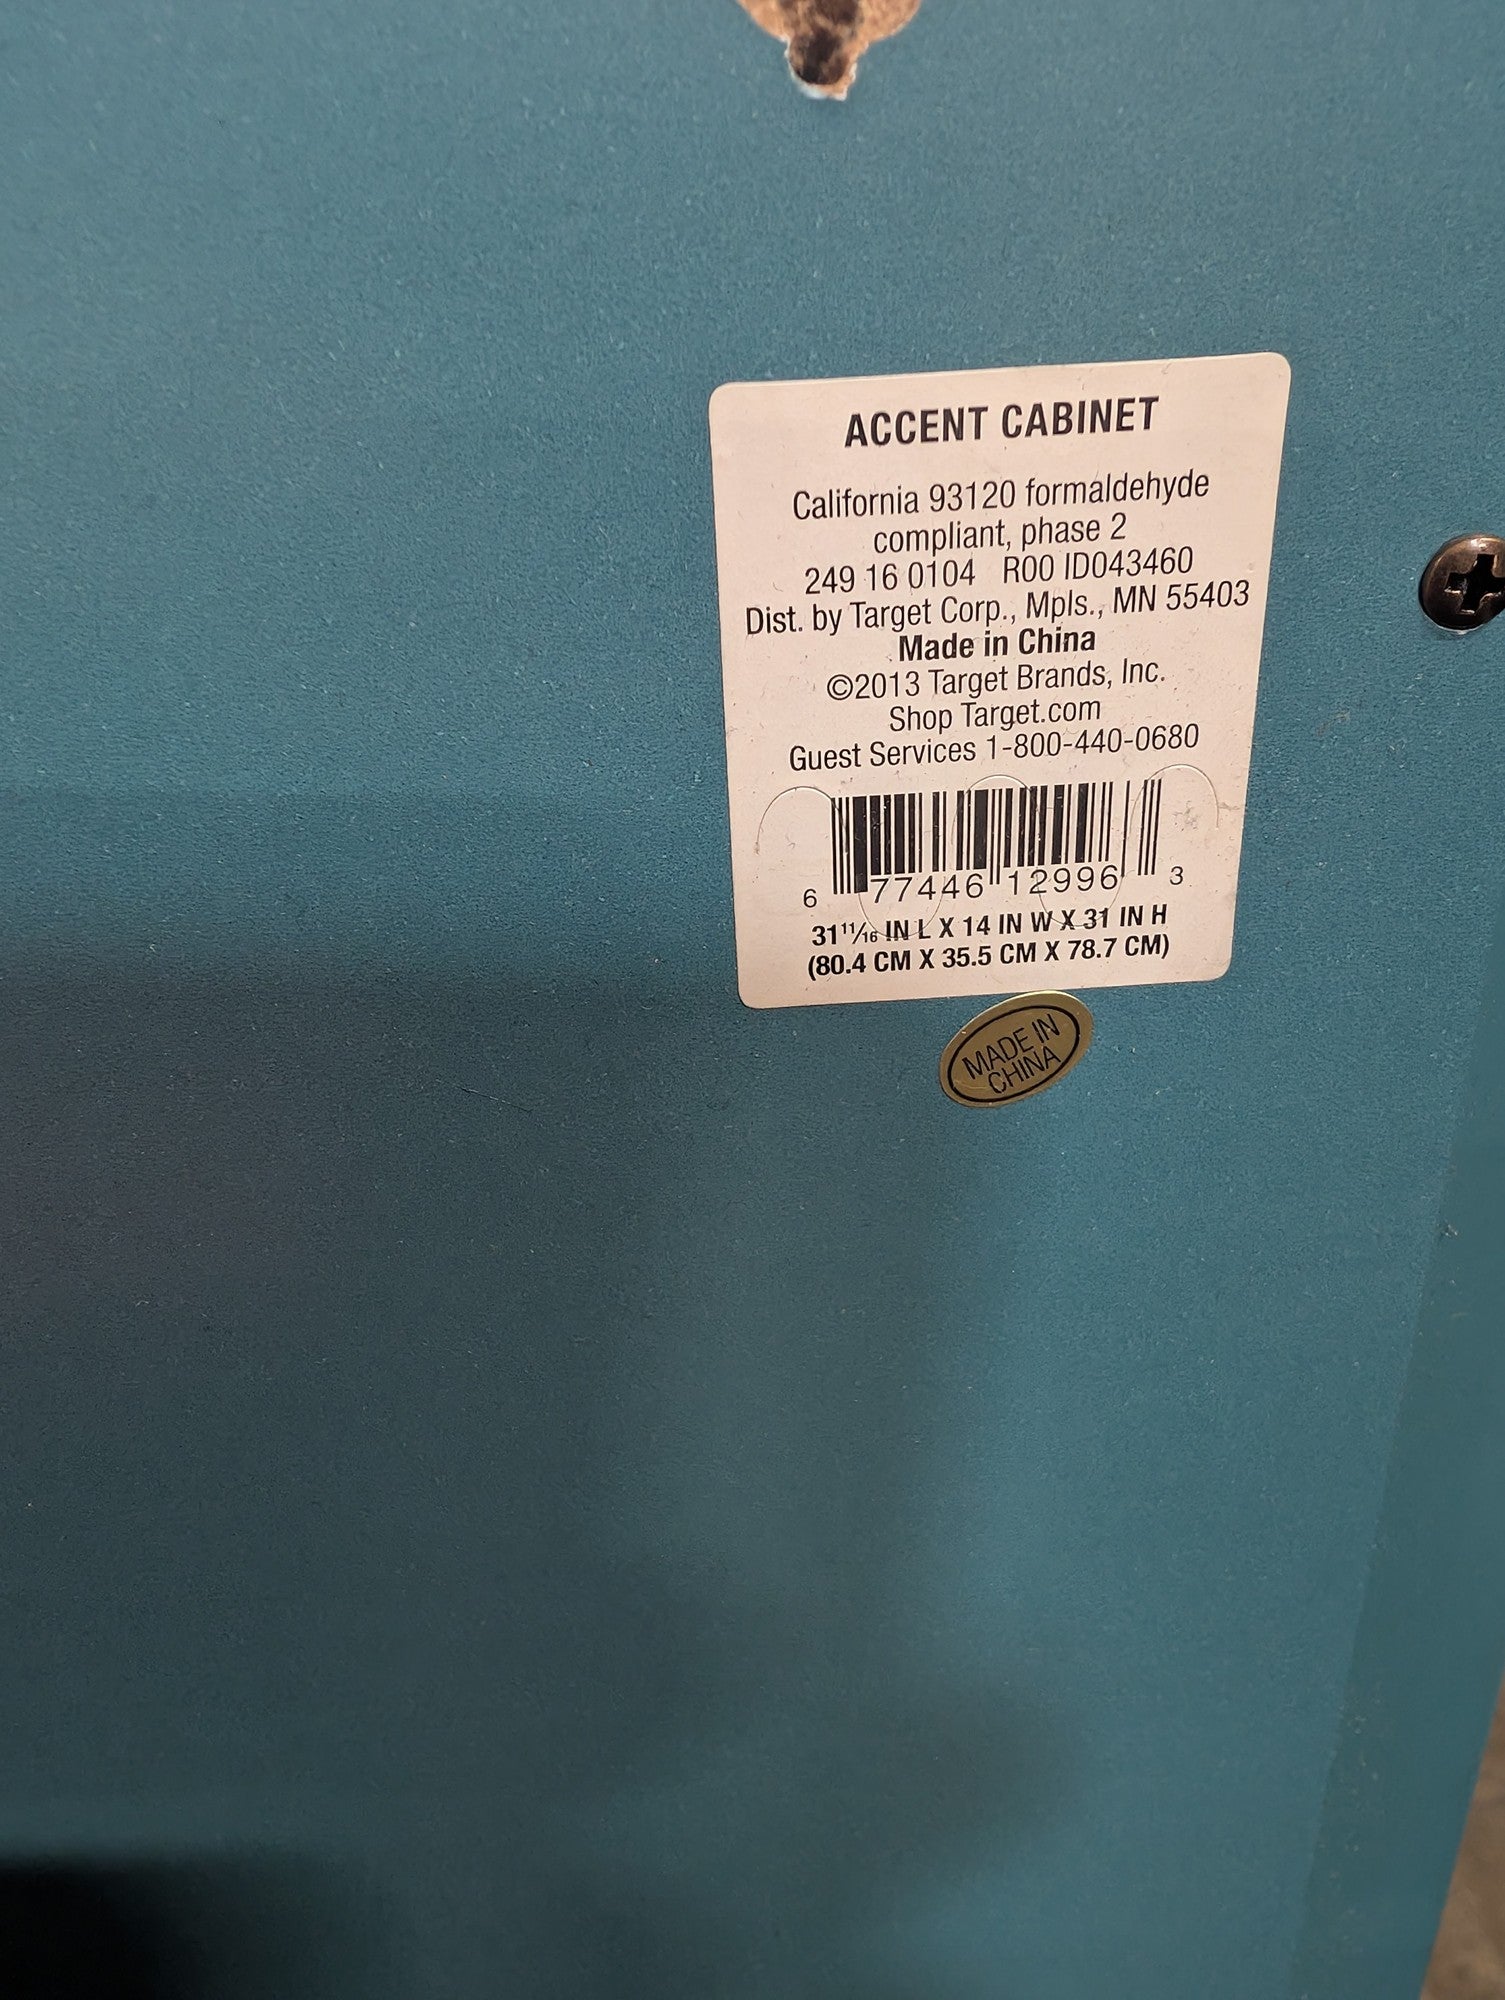 ACCENT CABINET
California 93120 formaldehyde
compliant, phase 2
249 16 0104 R00 ID043460
Dist. by Target Corp., Mpls., MN 55403
Made in China
©2013 Target Brands, Inc.
Shop Target.com
Guest Services 1-800-440-0680
6 77446 12996 3
31 11/16 IN L X 14 IN W X 31 IN H
(80.4 CM X 35.5 CM X 78.7 CM)
MADE IN
CHINA